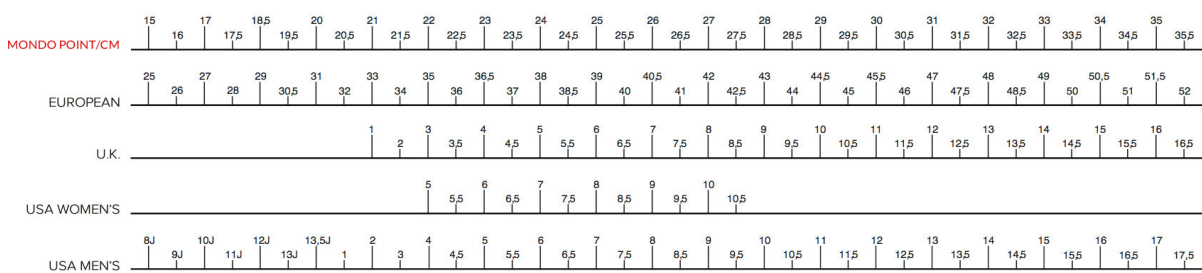 15 17 18,5 20 21 22 23 24 25 26 27 28 29 30 31 32 33 34 35
MONDO POINT/CM 16 17,5 19,5 20,5 21,5 22,5 23,5 24,5 25,5 26,5 27,5 28,5 29,5 30,5 31,5 32,5 33,5 34,5 35,5
25 27 29 31 33 35 36,5 38 39 40,5 42 43 44,5 45,5 47 48 49 50,5 51,5
EUROPEAN 26 28 30,5 32 34 36 37 38,5 40 41 42,5 44 45 46 47,5 48,5 50 51 52
1 3 4 5 6 7 8 9 10 11 12 13 14 15 16
U.K. 2 3,5 4,5 5,5 6,5 7,5 8,5 9,5 10,5 11,5 12,5 13,5 14,5 15,5 16,5
5 6 7 8 9 10
USA WOMEN'S 5,5 6,5 7,5 8,5 9,5 10,5
8J 10J 12J 13,5J 2 4 5 6 7 8 9 10 11 12 13 14 15 16 17
USA MEN'S 9J 11J 13J 1 3 4,5 5,5 6,5 7,5 8,5 9,5 10,5 11,5 12,5 13,5 14,5 15,5 16,5 17,5